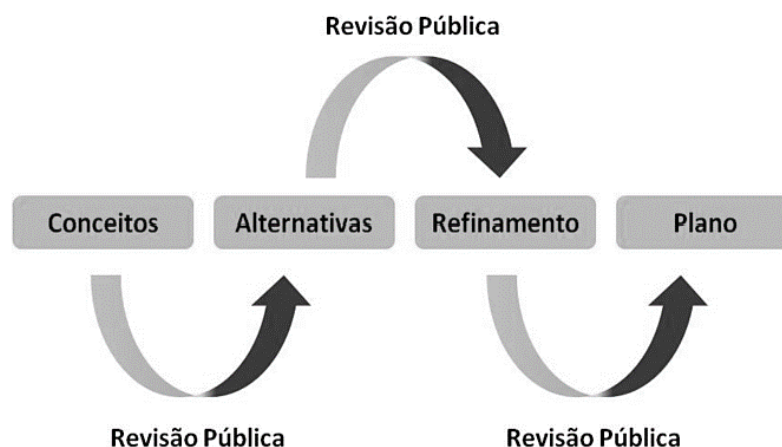 Revisão Pública
Conceitos
Alternativas
Refinamento
Plano
Revisão Pública
Revisão Pública